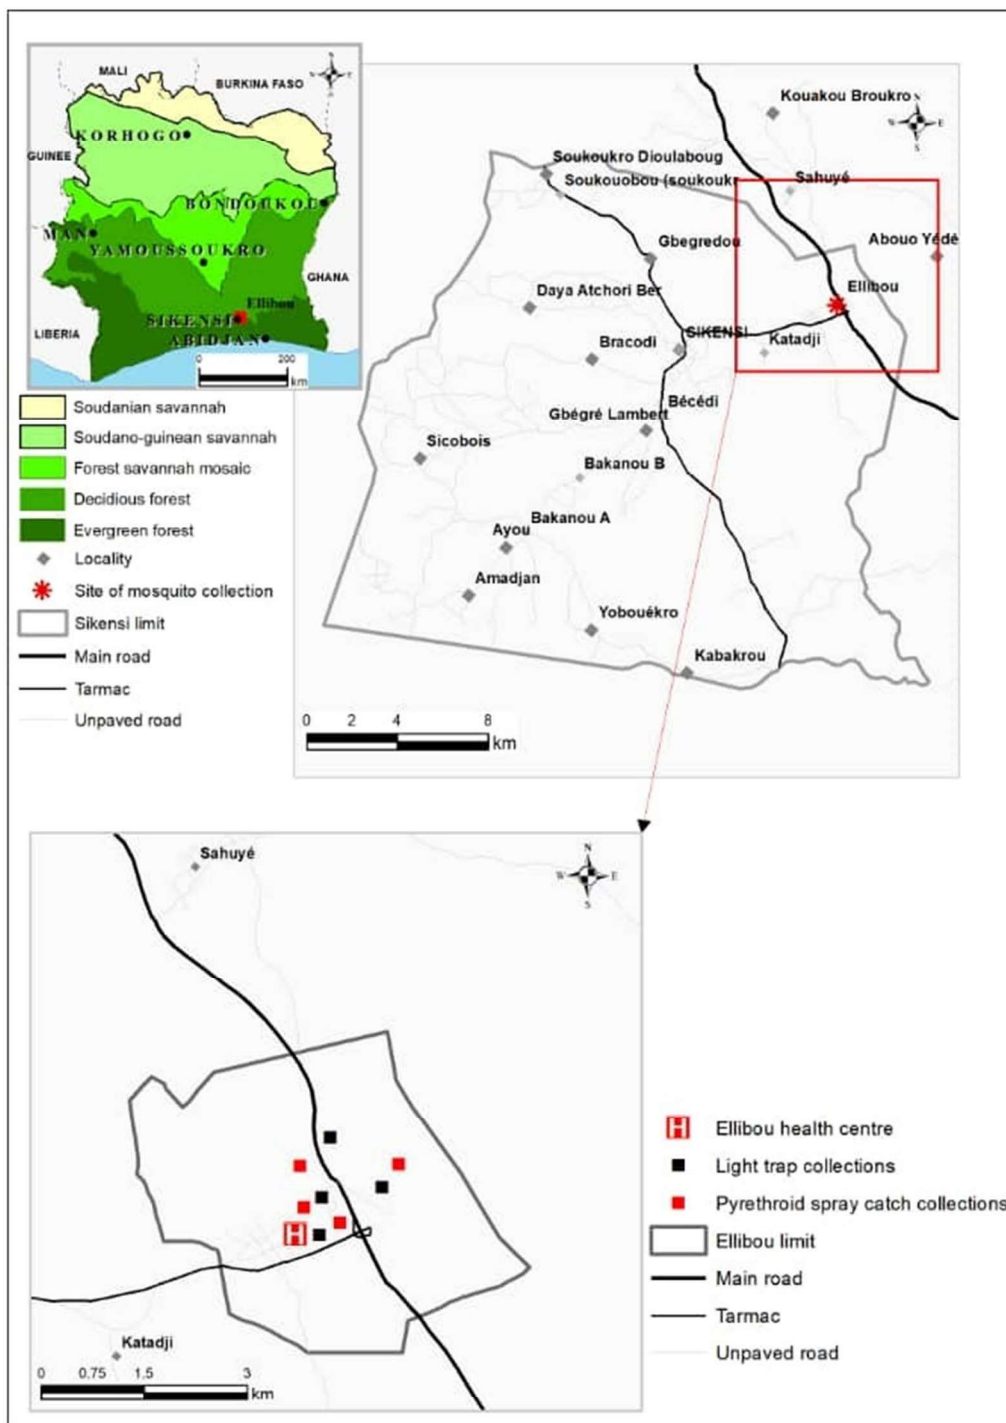 MALI
BURKINA FASO
N
KORHOGO
GUINEE
BONDOUKOU
MAN
YAMOUSSOUKRO
GHANA
Ellibou
SIKENSI
LIBERIA
ABIDJAN
0 200
km
Soudanian savannah
Soudano-guinean savannah
Forest savannah mosaic
Decidious forest
Evergreen forest
Locality
Site of mosquito collection
Sikensi limit
Main road
Tarmac
Unpaved road
Kouakou Broukro
N
W E
S
Soukoukro Dioulaboug
Soukouobou (soukouk
Sahuyé
Gbegredou
Abouo Yédé
Daya Atchori Ber
Ellibou
SIKENSI
Bracodi
Katadji
Bécédi
Gbégré Lambert
Sicobois
Bakanou B
Bakanou A
Ayou
Amadjan
Yobouékro
Kabakrou
0 2 4 8
km
Sahuyé
N
W E
S
H
Katadji
0 0.75 1.5 3
km
H Ellibou health centre
Light trap collections
Pyrethroid spray catch collections
Ellibou limit
Main road
Tarmac
Unpaved road